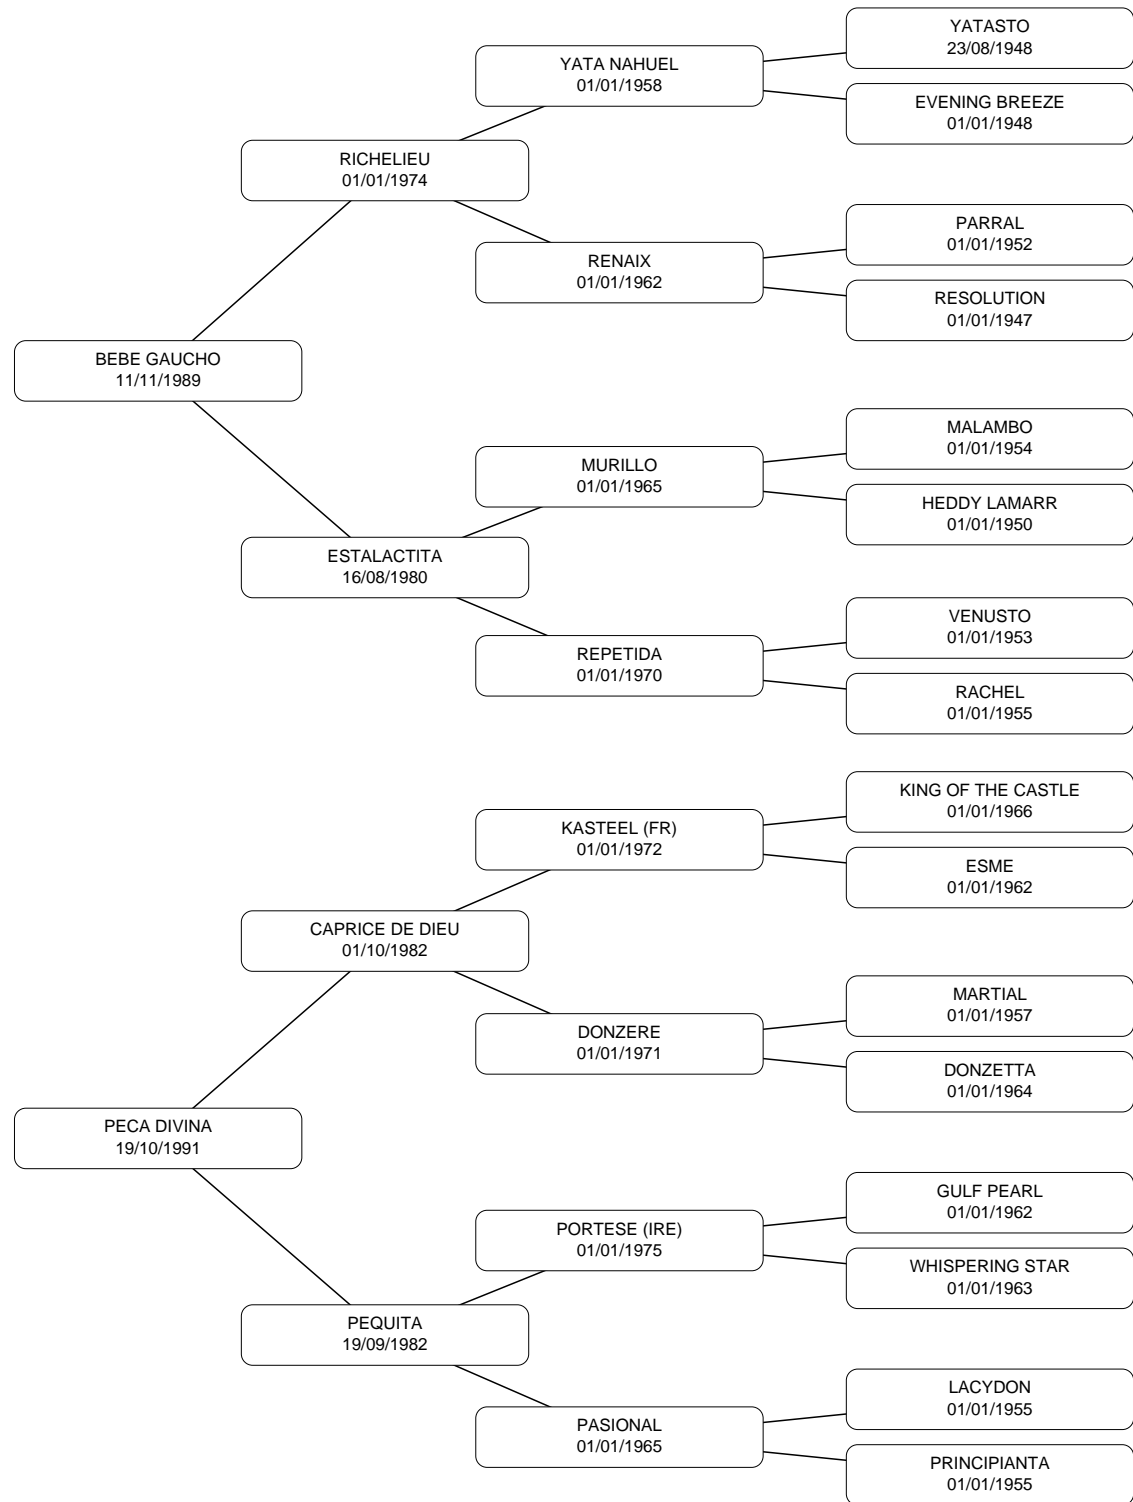 YATASTO
23/08/1948
YATA NAHUEL
01/01/1958
EVENING BREEZE
01/01/1948
RICHELIEU
01/01/1974
PARRAL
01/01/1952
RENAIX
01/01/1962
RESOLUTION
01/01/1947
BEBE GAUCHO
11/11/1989
MALAMBO
01/01/1954
MURILLO
01/01/1965
HEDDY LAMARR
01/01/1950
ESTALACTITA
16/08/1980
VENUSTO
01/01/1953
REPETIDA
01/01/1970
RACHEL
01/01/1955
KING OF THE CASTLE
01/01/1966
KASTEEL (FR)
01/01/1972
ESME
01/01/1962
CAPRICE DE DIEU
01/10/1982
MARTIAL
01/01/1957
DONZERE
01/01/1971
DONZETTA
01/01/1964
PECA DIVINA
19/10/1991
GULF PEARL
01/01/1962
PORTESE (IRE)
01/01/1975
WHISPERING STAR
01/01/1963
PEQUITA
19/09/1982
LACYDON
01/01/1955
PASIONAL
01/01/1965
PRINCIPIANTA
01/01/1955